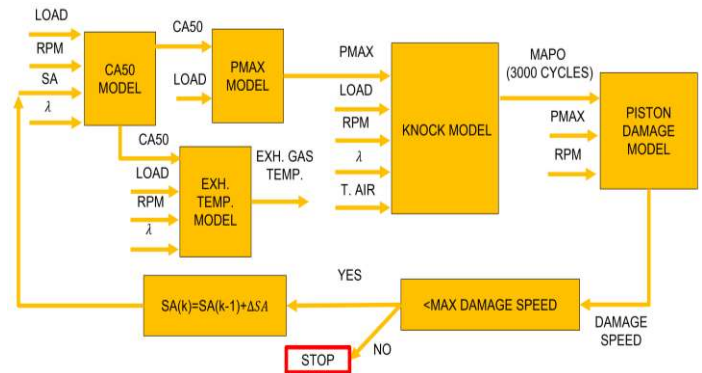 LOAD
RPM
SA
λ
CA50
MODEL
CA50
LOAD
PMAX
MODEL
CA50
LOAD
RPM
λ
EXH.
TEMP.
MODEL
EXH. GAS
TEMP.
PMAX
LOAD
RPM
λ
T. AIR
KNOCK MODEL
MAPO
(3000 CYCLES)
PMAX
RPM
PISTON
DAMAGE
MODEL
DAMAGE
SPEED
<MAX DAMAGE SPEED
YES
NO
STOP
SA(k)=SA(k-1)+ΔSA